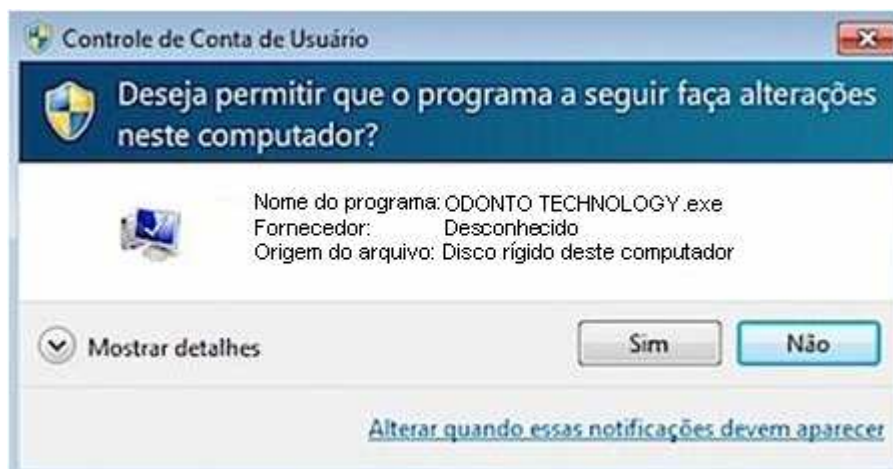 Controle de Conta de Usuário
Deseja permitir que o programa a seguir faça alterações
neste computador?
Nome do programa: ODONTO TECHNOLOGY.exe
Fornecedor: Desconhecido
Origem do arquivo: Disco rígido deste computador
Mostrar detalhes
Sim
Não
Alterar quando essas notificações devem aparecer